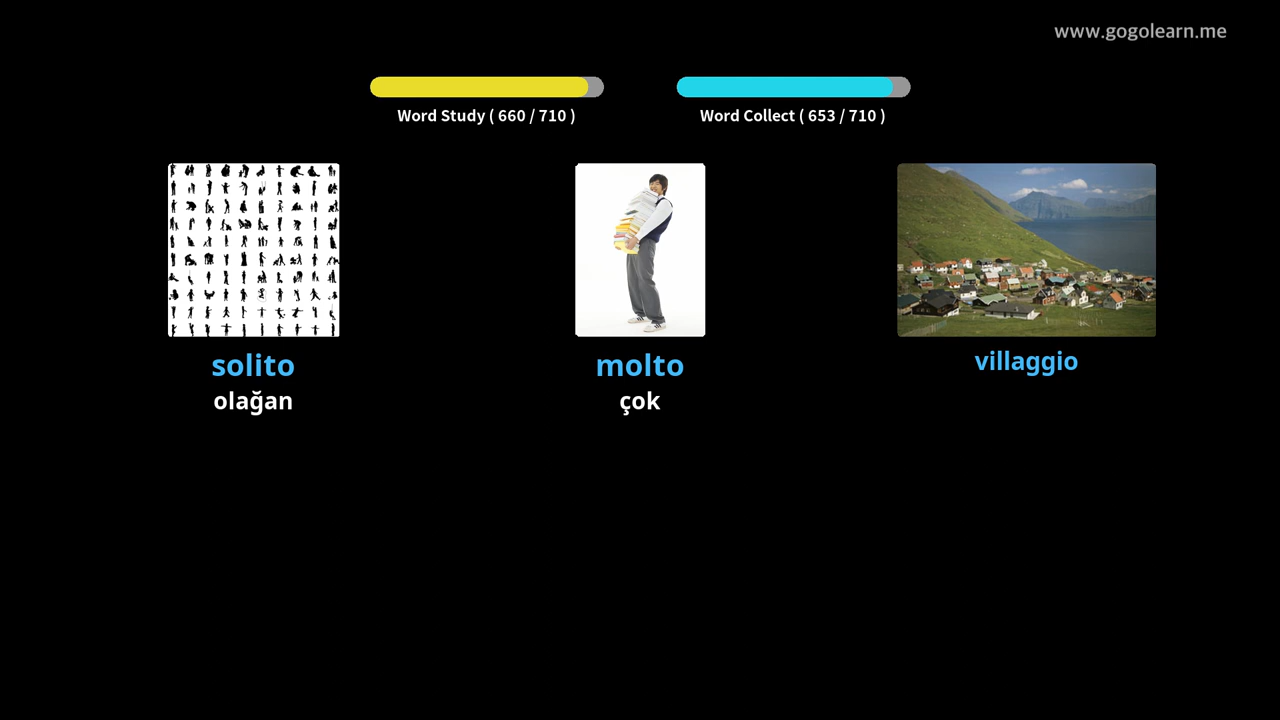 www.gogolearn.me
Word Study ( 660 / 710 )
Word Collect ( 653 / 710 )
solito
olağan
molto
çok
villaggio